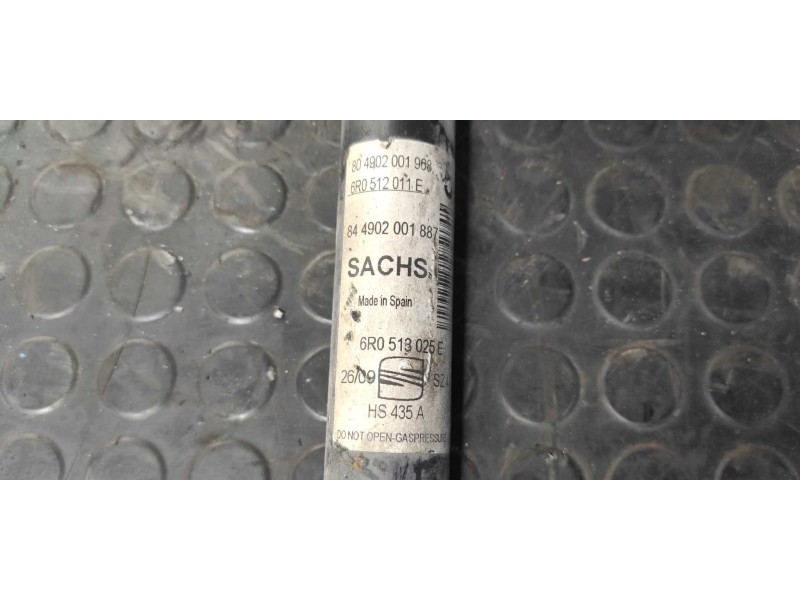 80 4902 001 968
6R0 512 011 E
84 4902 001 887
SACHS
Made in Spain
6R0 513 025 E
26/09
HS 435 A
DO NOT OPEN-GASPRESSURE